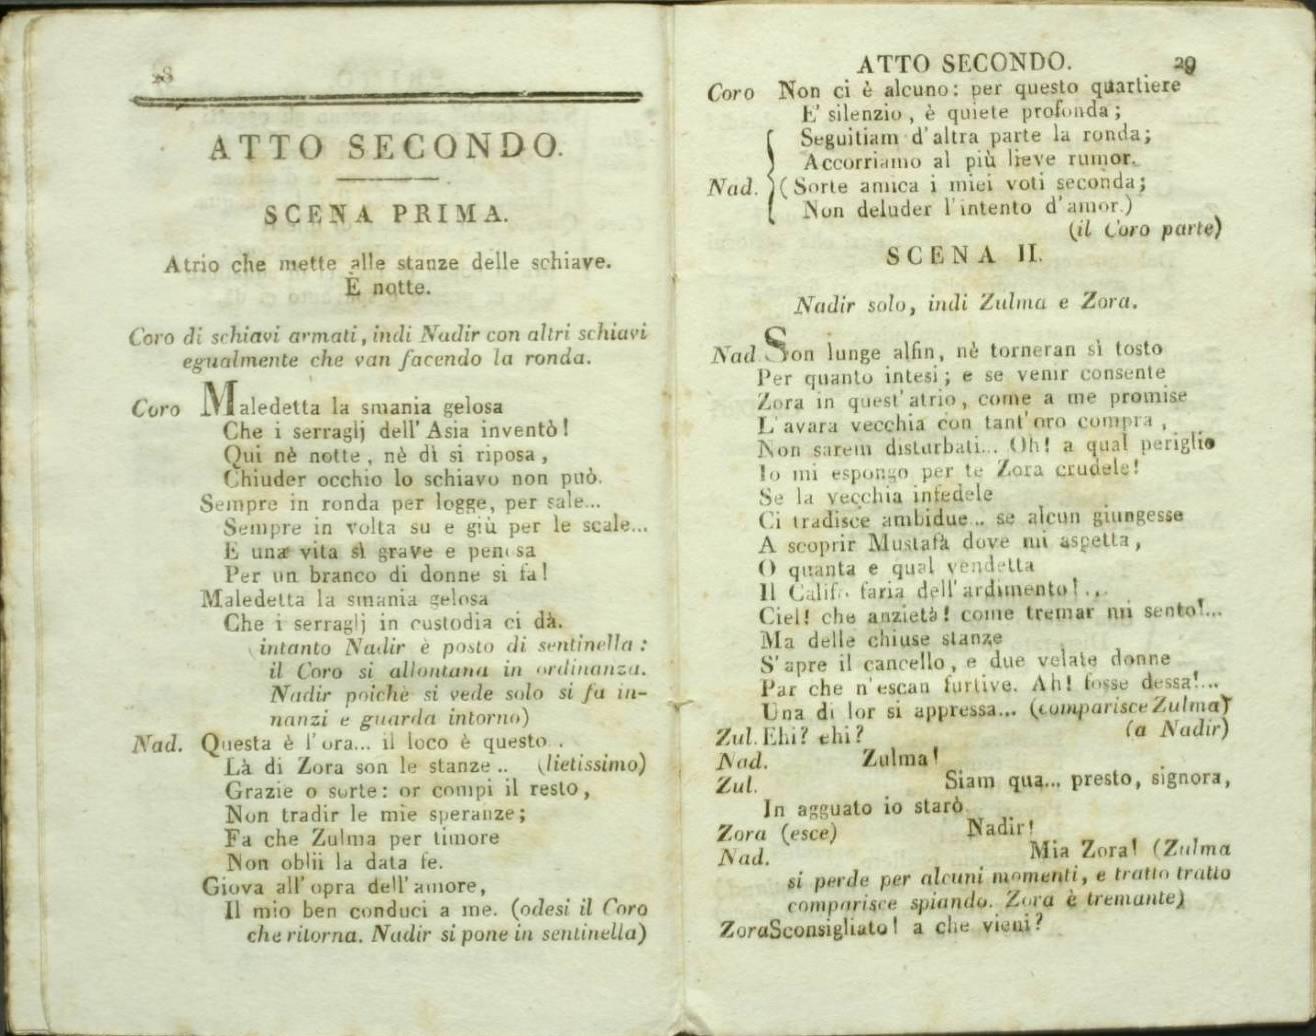 28
ATTO SECONDO.
SCENA PRIMA.
Atrio che mette alle stanze delle schiave.
È notte.
Coro di schiavi armati, indi Nadir con altri schiavi
egualmente che van facendo la ronda.
Coro Maledetta la smania gelosa
Che i serraglj dell' Asia inventò!
Qui nè notte, nè dì si riposa,
Chiuder occhio lo schiavo non può.
Sempre in ronda per logge, per sale...
Sempre in volta su e giù per le scale...
E una vita sì grave e penosa
Per un branco di donne si fa!
Maledetta la smania gelosa
Che i serraglj in custodia ci dà.
(intanto Nadir è posto di sentinella:
il Coro si allontana in ordinanza.
Nadir poichè si vede solo si fa in-
nanzi e guarda intorno)
Nad. Questa è l'ora... il loco è questo.
Là di Zora son le stanze.. (lietissimo)
Grazie o sorte: or compi il resto,
Non tradir le mie speranze;
Fa che Zulma per timore
Non oblii la data fe.
Giova all' opra dell' amore,
Il mio ben conduci a me. (odesi il Coro
che ritorna. Nadir si pone in sentinella)
ATTO SECONDO. 29
Coro Non ci è alcuno: per questo quartiere
E' silenzio, è quiete profonda;
Seguitiam d'altra parte la ronda;
Accorriamo al più lieve rumor.
Nad. (Sorte amica i miei voti seconda;
Non deluder l'intento d'amor.)
(il Coro parte)
SCENA II.
Nadir solo, indi Zulma e Zora.
Nad. Son lunge alfin, nè torneran sì tosto
Per quanto intesi; e se venir consente
Zora in quest' atrio, come a me promise
L'avara vecchia con tant' oro compra,
Non sarem disturbati... Oh! a qual periglio
Io mi espongo per te Zora crudele!
Se la vecchia infedele
Ci tradisce ambidue.. se alcun giungesse
A scoprir Mustafà dove mi aspetta,
O quanta e qual vendetta
Il Califo faria dell' ardimento!...
Ciel! che anzietà! come tremar mi sento!...
Ma delle chiuse stanze
S' apre il cancello, e due velate donne
Par che n' escan furtive. Ah! fosse dessa!...
Una di lor si appressa... (comparisce Zulma)
Zul. Ehi? ehi? (a Nadir)
Nad. Zulma!
Zul. Siam qua... presto, signora,
In agguato io starò.
Zora (esce) Nadir!
Nad. Mia Zora! (Zulma
si perde per alcuni momenti, e tratto tratto
comparisce spiando. Zora è tremante)
Zora Sconsigliato! a che vieni?